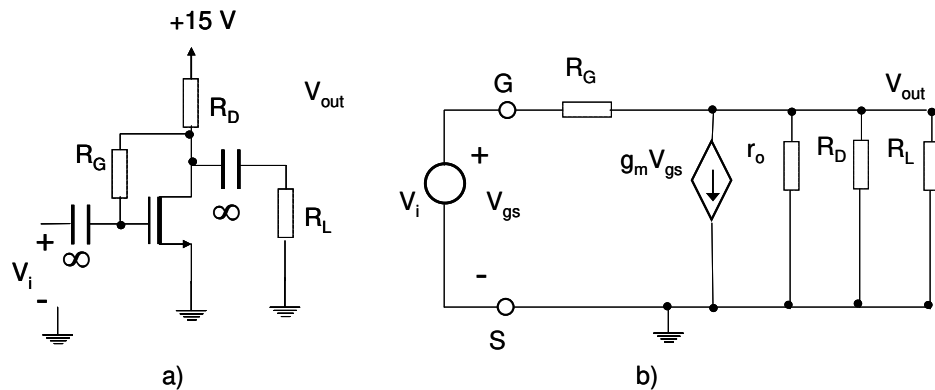 +15 V
V_out
R_D
R_G
∞
R_L
+
∞
V_i
-
a)
G
R_G
V_out
+
V_i
V_gs
-
g_mV_gs
r_o
R_D
R_L
S
b)